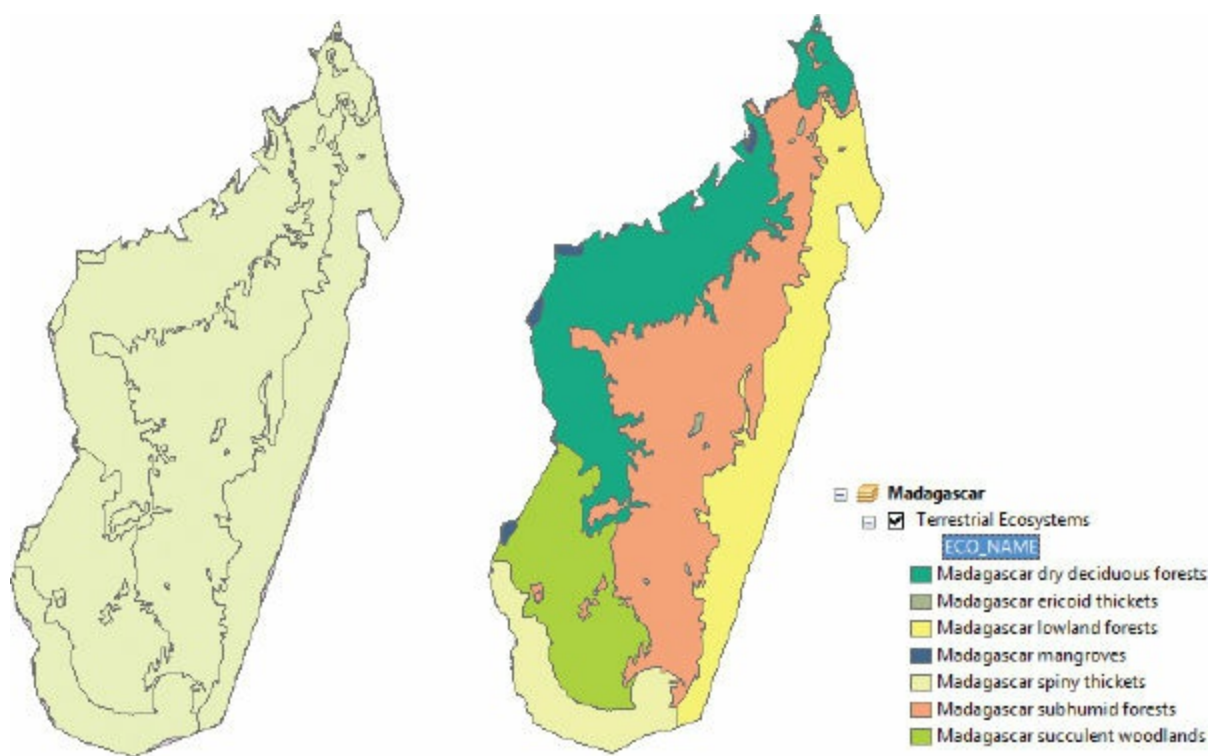 Madagascar
Terrestrial Ecosystems
ECO_NAME
Madagascar dry deciduous forests
Madagascar ericoid thickets
Madagascar lowland forests
Madagascar mangroves
Madagascar spiny thickets
Madagascar subhumid forests
Madagascar succulent woodlands